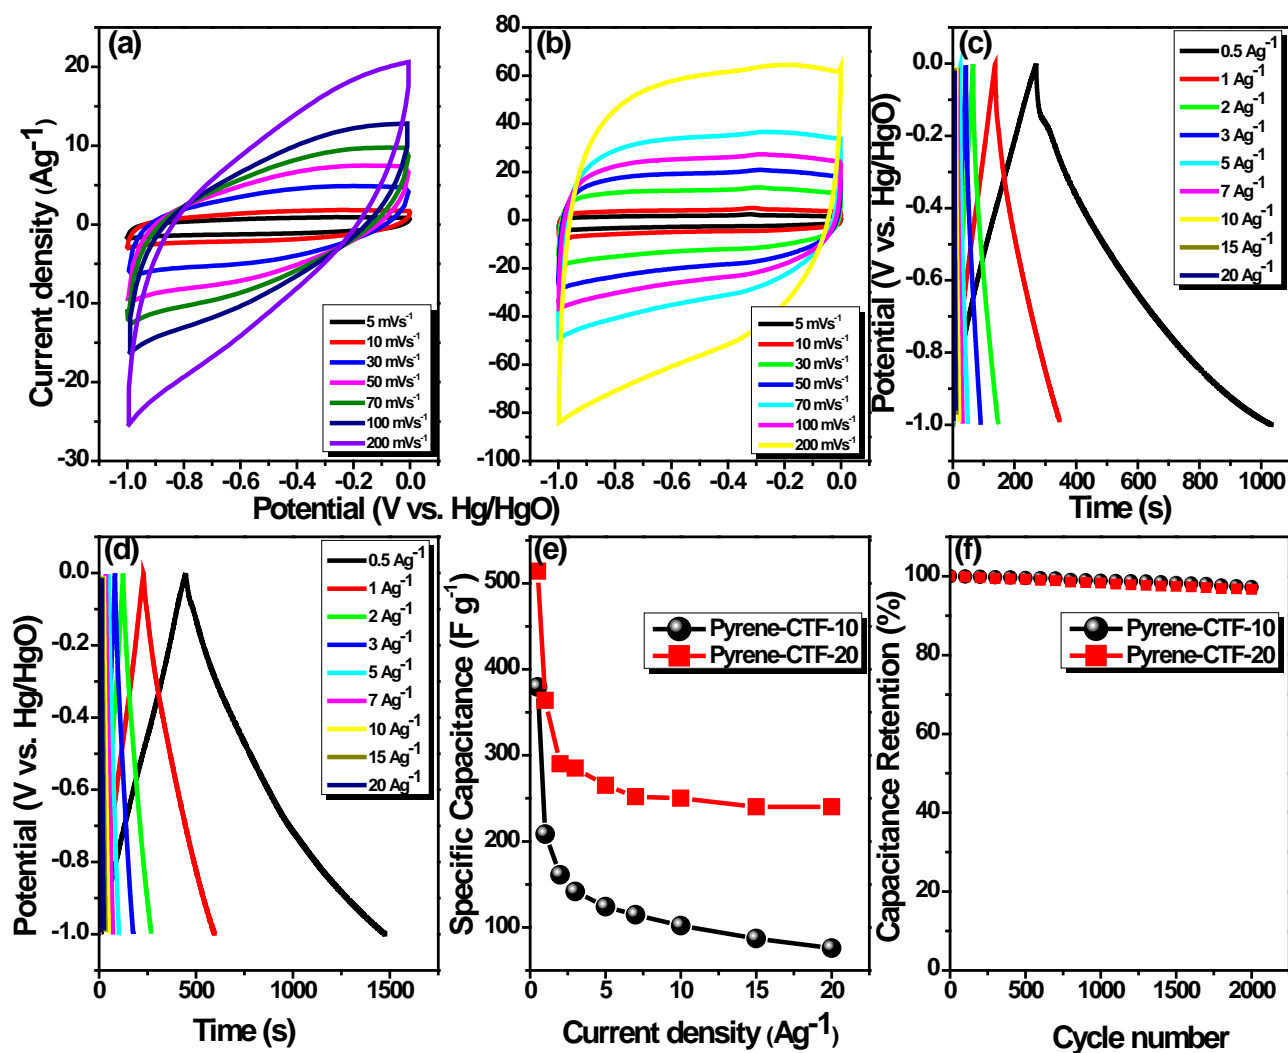 (a)
20
10
0
-10
-20
-30
Current density (Ag⁻¹)
5 mVs⁻¹
10 mVs⁻¹
30 mVs⁻¹
50 mVs⁻¹
70 mVs⁻¹
100 mVs⁻¹
200 mVs⁻¹
-1.0 -0.8 -0.6 -0.4 -0.2 0.0
(b)
80
60
40
20
0
-20
-40
-60
-80
-100
5 mVs⁻¹
10 mVs⁻¹
30 mVs⁻¹
50 mVs⁻¹
70 mVs⁻¹
100 mVs⁻¹
200 mVs⁻¹
-1.0 -0.8 -0.6 -0.4 -0.2 0.0
Potential (V vs. Hg/HgO)
(c)
0.0
-0.2
-0.4
-0.6
-0.8
-1.0
Potential (V vs. Hg/HgO)
0.5 Ag⁻¹
1 Ag⁻¹
2 Ag⁻¹
3 Ag⁻¹
5 Ag⁻¹
7 Ag⁻¹
10 Ag⁻¹
15 Ag⁻¹
20 Ag⁻¹
0 200 400 600 800 1000
Time (s)
(d)
0.0
-0.2
-0.4
-0.6
-0.8
-1.0
Potential (V vs. Hg/HgO)
0.5 Ag⁻¹
1 Ag⁻¹
2 Ag⁻¹
3 Ag⁻¹
5 Ag⁻¹
7 Ag⁻¹
10 Ag⁻¹
15 Ag⁻¹
20 Ag⁻¹
0 500 1000 1500
Time (s)
(e)
500
400
300
200
100
Specific Capacitance (F g⁻¹)
Pyrene-CTF-10
Pyrene-CTF-20
0 5 10 15 20
Current density (Ag⁻¹)
(f)
100
80
60
40
20
0
Capacitance Retention (%)
Pyrene-CTF-10
Pyrene-CTF-20
0 500 1000 1500 2000
Cycle number